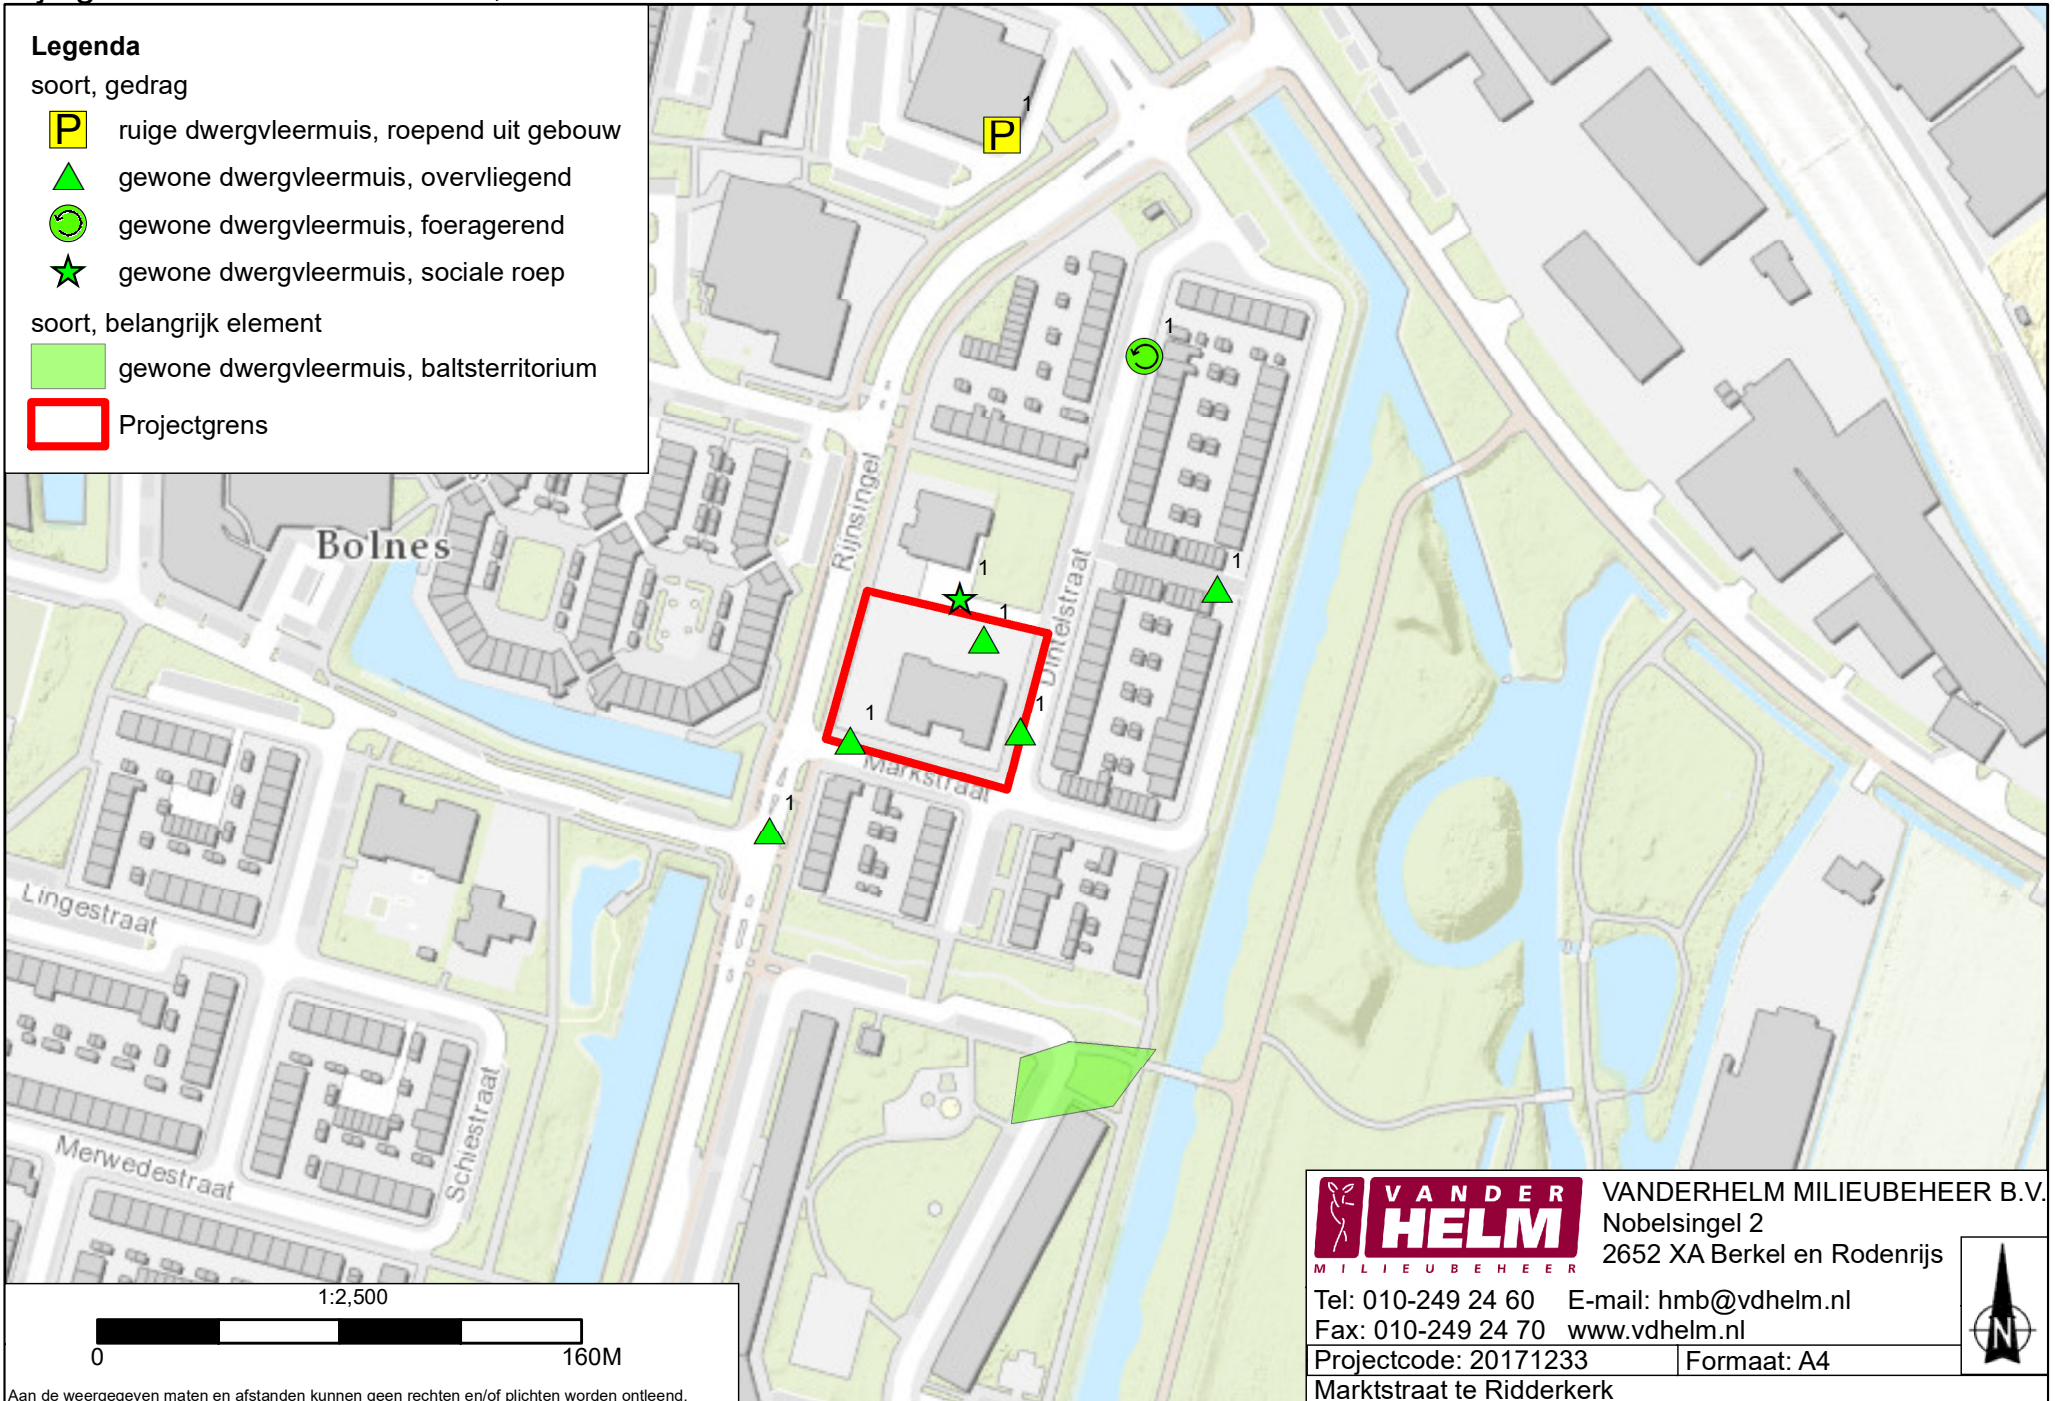 Legenda
soort, gedrag
P ruige dwergvleermuis, roepend uit gebouw
gewone dwergvleermuis, overvliegend
gewone dwergvleermuis, foeragerend
gewone dwergvleermuis, sociale roep
soort, belangrijk element
gewone dwergvleermuis, baltsterritorium
Projectgrens
1
P
1
Rijnsingel
Bolnes
Dintelstraat
1
1
1
1
1
Markstraat
1
Lingestraat
Merwedestraat
Schiestraat
1:2,500
0 160M
Aan de weergegeven maten en afstanden kunnen geen rechten en/of plichten worden ontleend.
VANDER
HELM
MILIEUBEHEER
VANDERHELM MILIEUBEHEER B.V.
Nobelsingel 2
2652 XA Berkel en Rodenrijs
Tel: 010-249 24 60 E-mail: hmb@vdhelm.nl
Fax: 010-249 24 70 www.vdhelm.nl
N
Projectcode: 20171233 Formaat: A4
Marktstraat te Ridderkerk